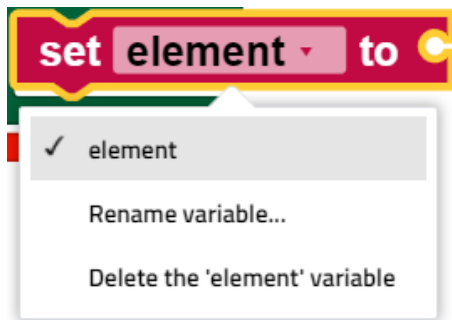 set element to
element
Rename variable...
Delete the 'element' variable